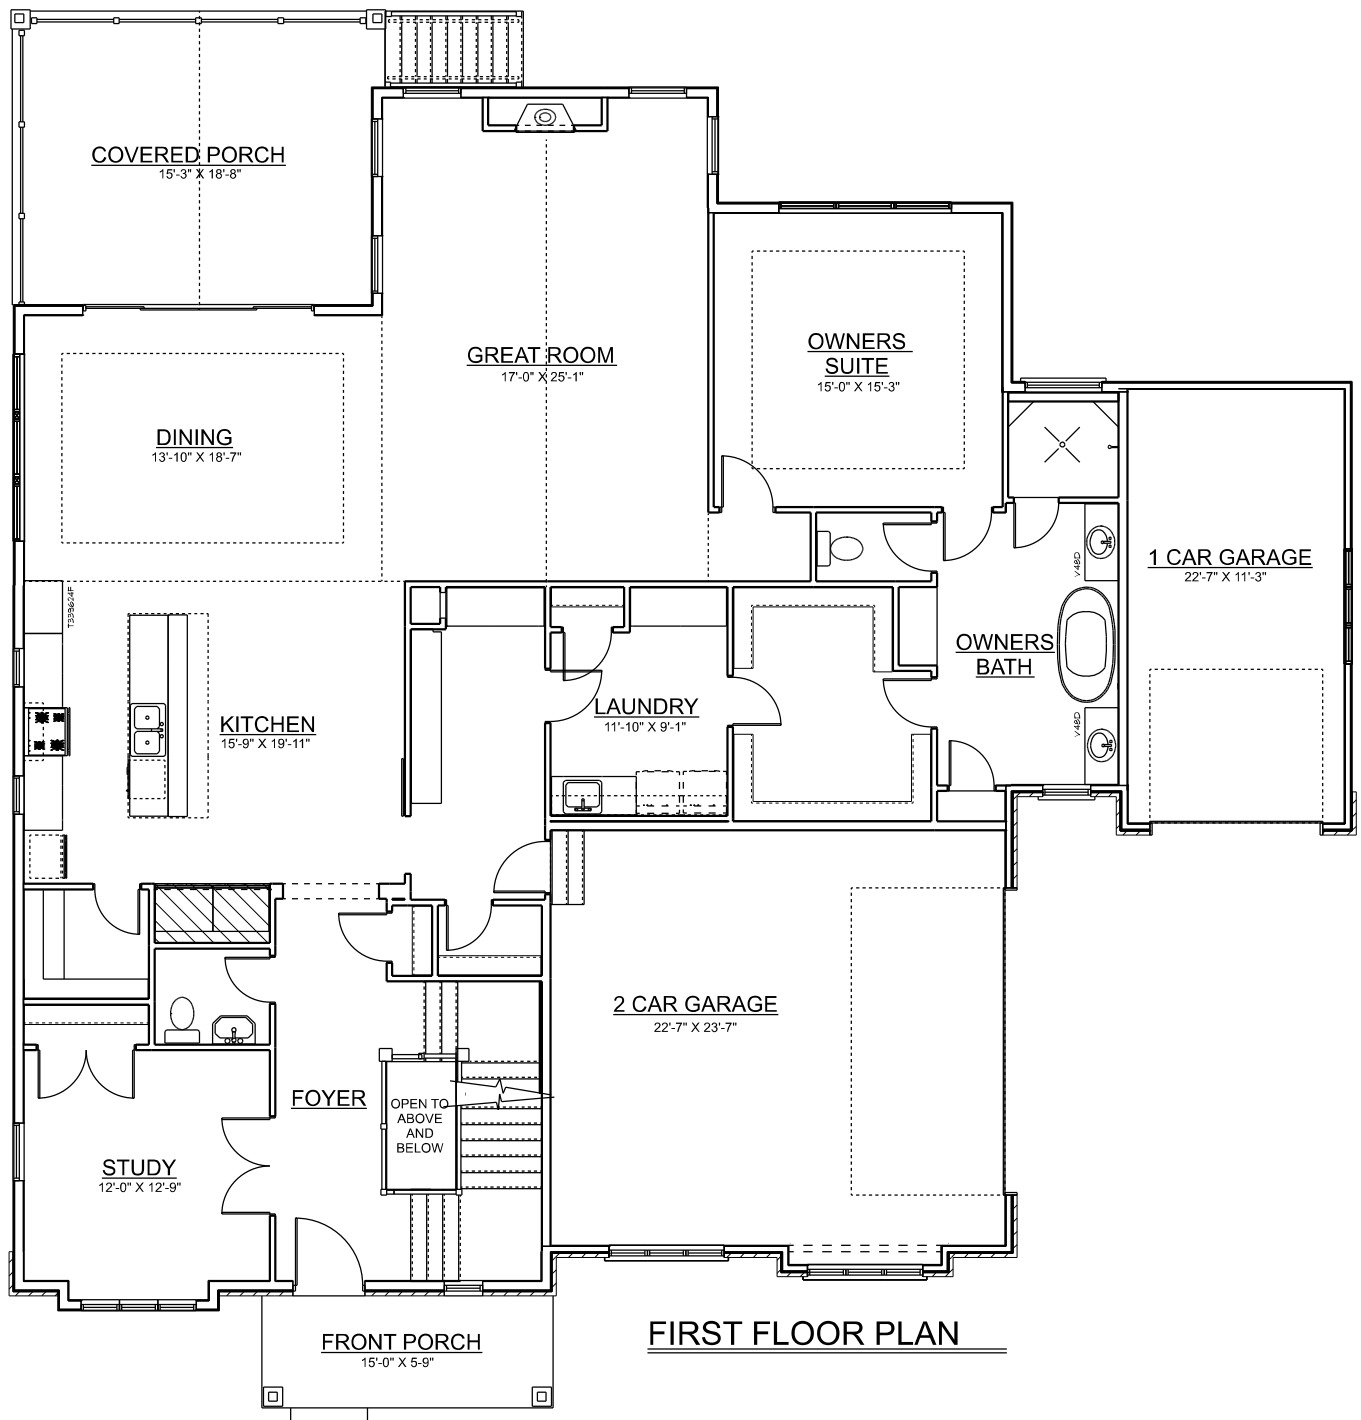 COVERED PORCH
15'-3" X 18'-8"
GREAT ROOM
17'-0" X 25'-1"
OWNERS
SUITE
15'-0" X 15'-3"
DINING
13'-10" X 18'-7"
1 CAR GARAGE
22'-7" X 11'-3"
V48D
T339624F
OWNERS
BATH
KITCHEN
15'-9" X 19'-11"
LAUNDRY
11'-10" X 9'-1"
V48D
2 CAR GARAGE
22'-7" X 23'-7"
FOYER
OPEN TO
ABOVE
AND
BELOW
STUDY
12'-0" X 12'-9"
FRONT PORCH
15'-0" X 5-9"
FIRST FLOOR PLAN